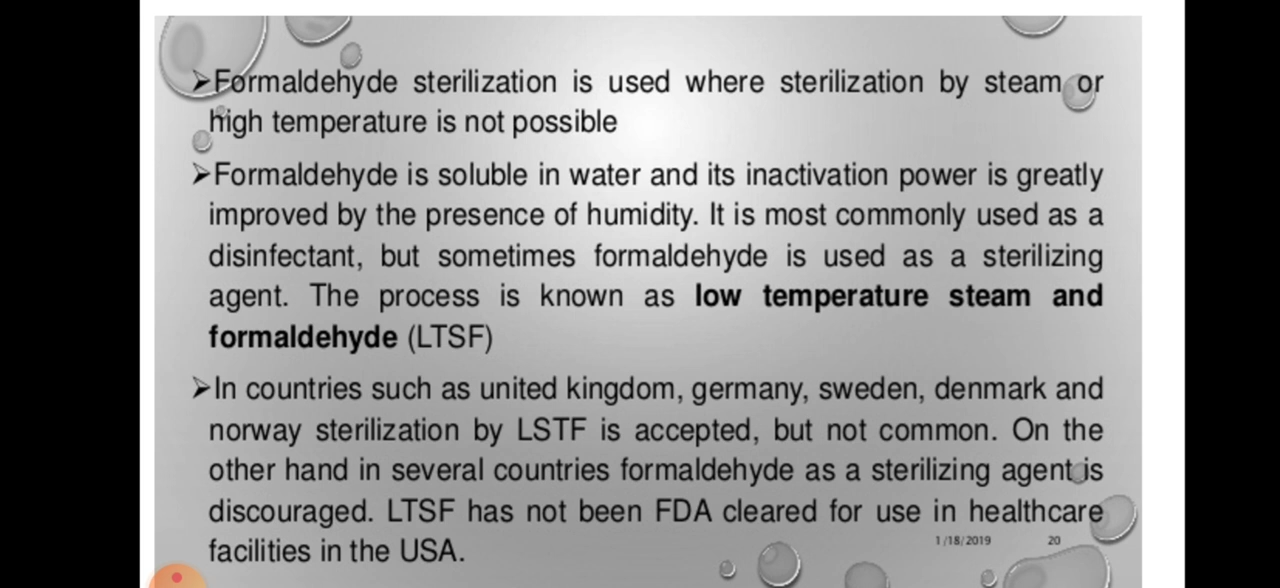 ➢Formaldehyde sterilization is used where sterilization by steam or
high temperature is not possible
➢Formaldehyde is soluble in water and its inactivation power is greatly
improved by the presence of humidity. It is most commonly used as a
disinfectant, but sometimes formaldehyde is used as a sterilizing
agent. The process is known as low temperature steam and
formaldehyde (LTSF)
➢In countries such as united kingdom, germany, sweden, denmark and
norway sterilization by LSTF is accepted, but not common. On the
other hand in several countries formaldehyde as a sterilizing agent is
discouraged. LTSF has not been FDA cleared for use in healthcare
facilities in the USA.
1/18/2019 20